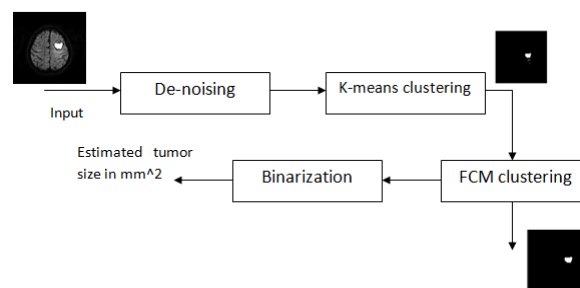 Input
De-noising
K-means clustering
FCM clustering
Binarization
Estimated tumor
size in mm^2